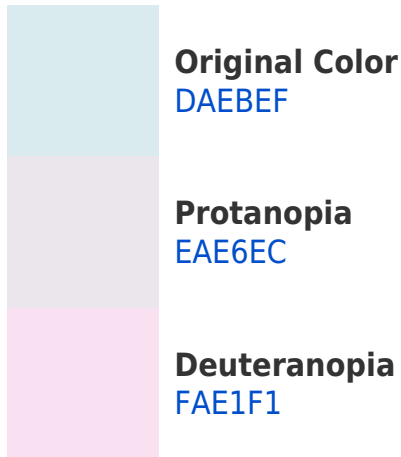 Original Color
DAEBEF
Protanopia
EAE6EC
Deuteranopia
FAE1F1